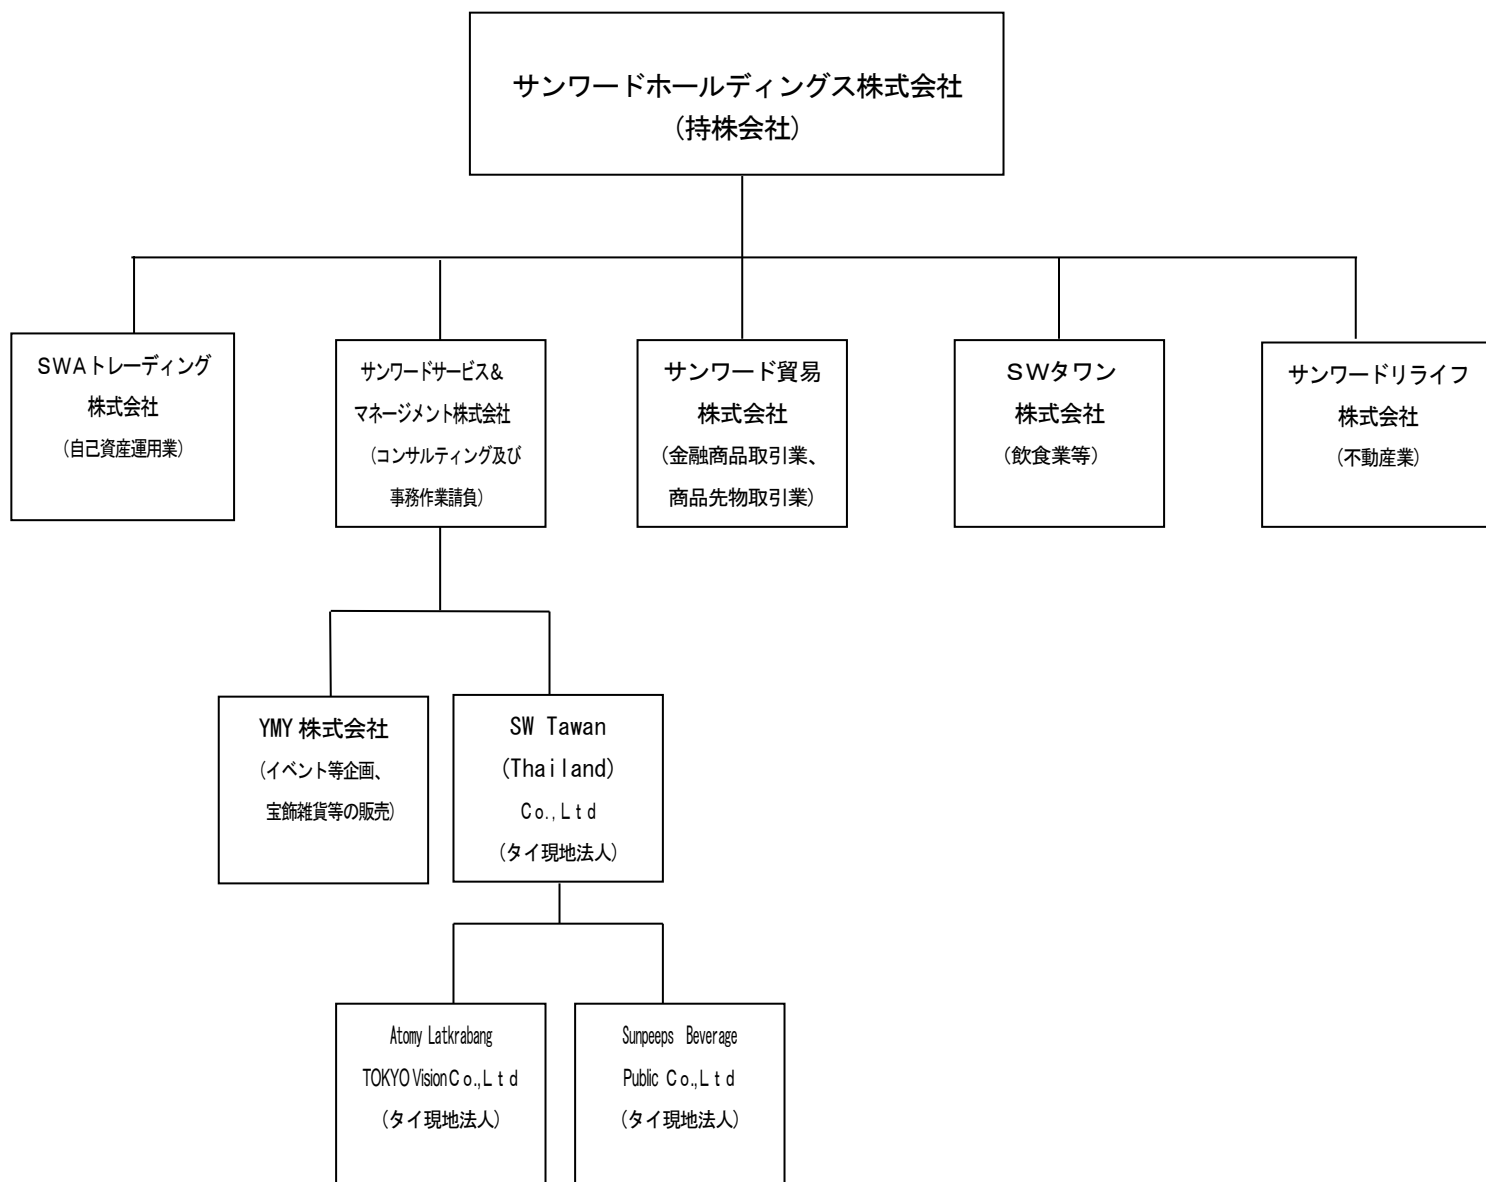 サンワードホールディングス株式会社
（持株会社）
ＳＷＡトレーディング
株式会社
（自己資産運用業）
サンワードサービス＆
マネージメント株式会社
（コンサルティング及び
事務作業請負）
サンワード貿易
株式会社
（金融商品取引業、
商品先物取引業）
ＳＷタワン
株式会社
（飲食業等）
サンワードリライフ
株式会社
（不動産業）
YMY 株式会社
（イベント等企画、
宝飾雑貨等の販売）
SW Tawan
(Thailand)
Ｃｏ.,Ｌｔｄ
（タイ現地法人）
Atomy Latkrabang
TOKYO Vision Ｃｏ.,Ｌｔｄ
（タイ現地法人）
Sunpeeps Beverage
Public Ｃｏ.,Ｌｔｄ
（タイ現地法人）